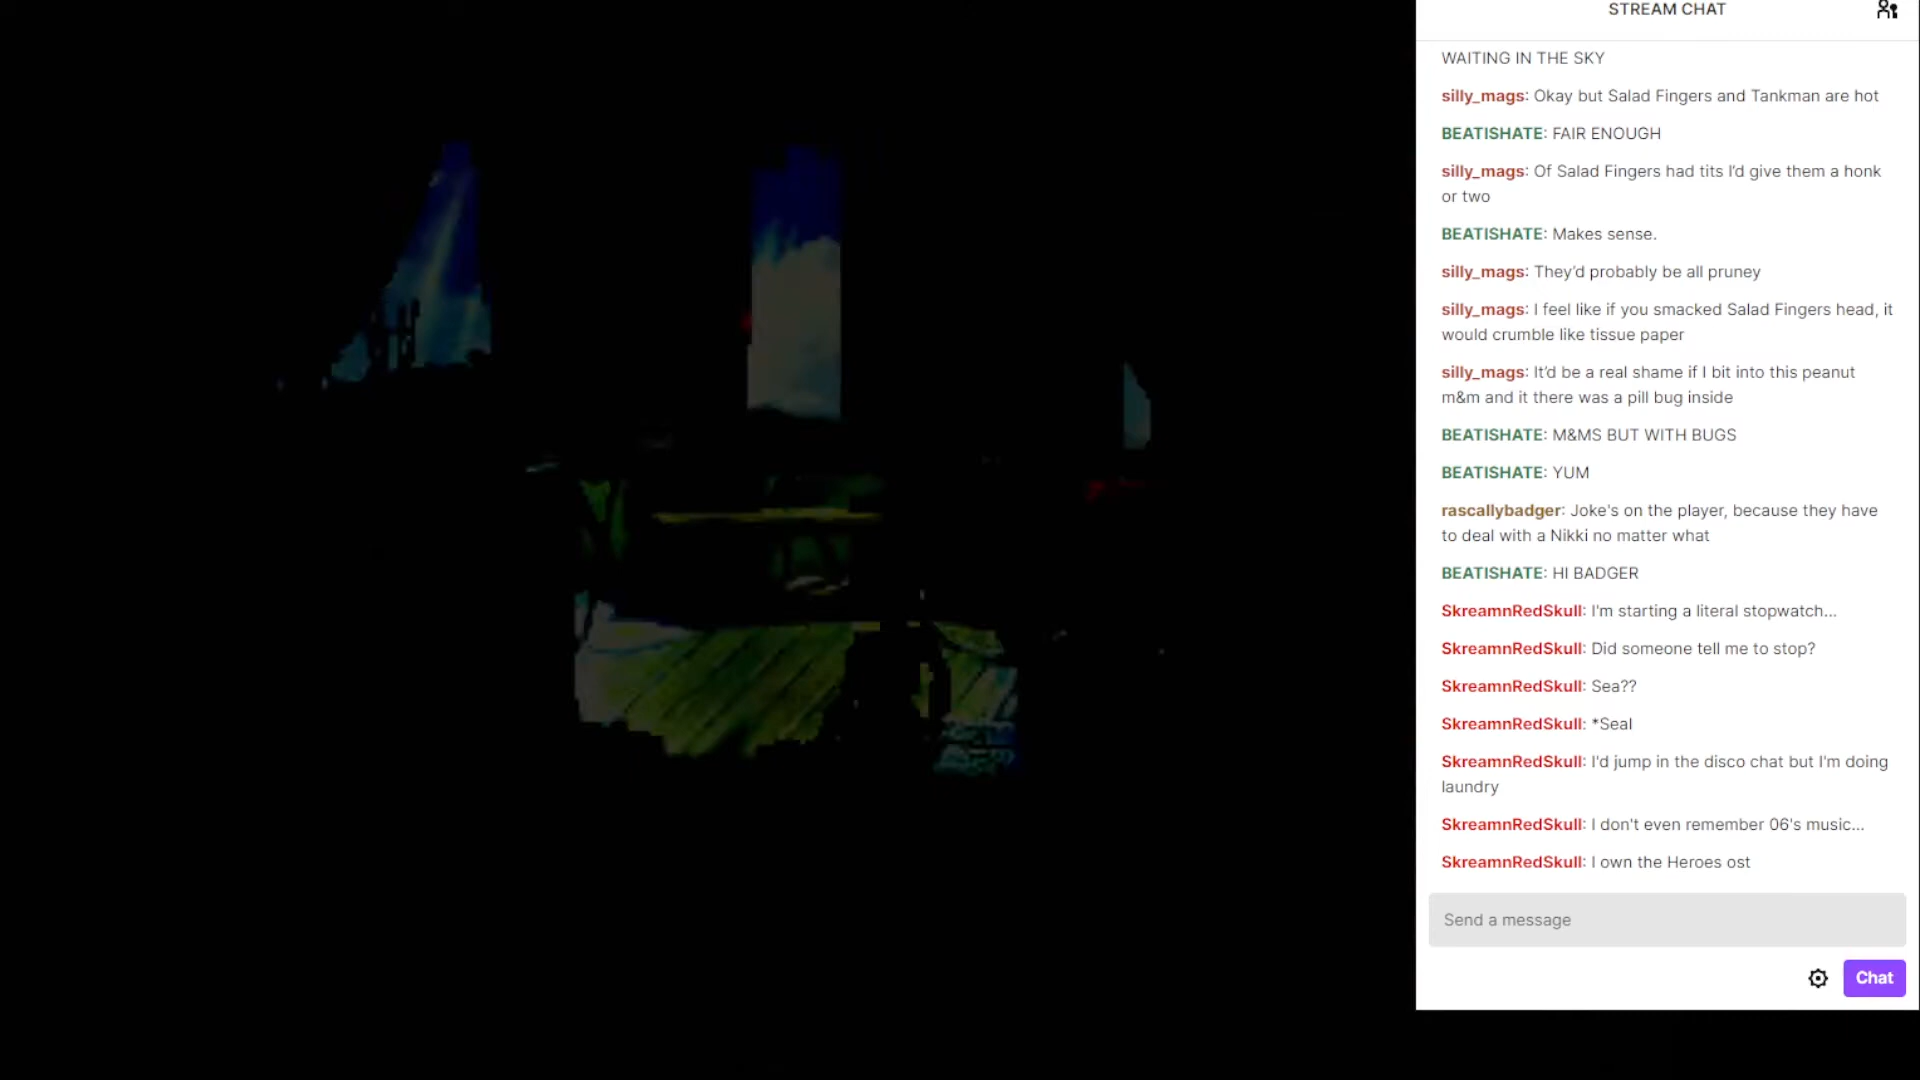 STREAM CHAT
WAITING IN THE SKY
silly_mags: Okay but Salad Fingers and Tankman are hot
BEATISHATE: FAIR ENOUGH
silly_mags: Of Salad Fingers had tits I'd give them a honk
or two
BEATISHATE: Makes sense.
silly_mags: They'd probably be all pruney
silly_mags: I feel like if you smacked Salad Fingers head, it
would crumble like tissue paper
silly_mags: It'd be a real shame if I bit into this peanut
m&m and it there was a pill bug inside
BEATISHATE: M&MS BUT WITH BUGS
BEATISHATE: YUM
rascallybadger: Joke's on the player, because they have
to deal with a Nikki no matter what
BEATISHATE: HI BADGER
SkreamnRedSkull: I'm starting a literal stopwatch...
SkreamnRedSkull: Did someone tell me to stop?
SkreamnRedSkull: Sea??
SkreamnRedSkull: *Seal
SkreamnRedSkull: I'd jump in the disco chat but I'm doing
laundry
SkreamnRedSkull: I don't even remember 06's music...
SkreamnRedSkull: I own the Heroes ost
Send a message
Chat